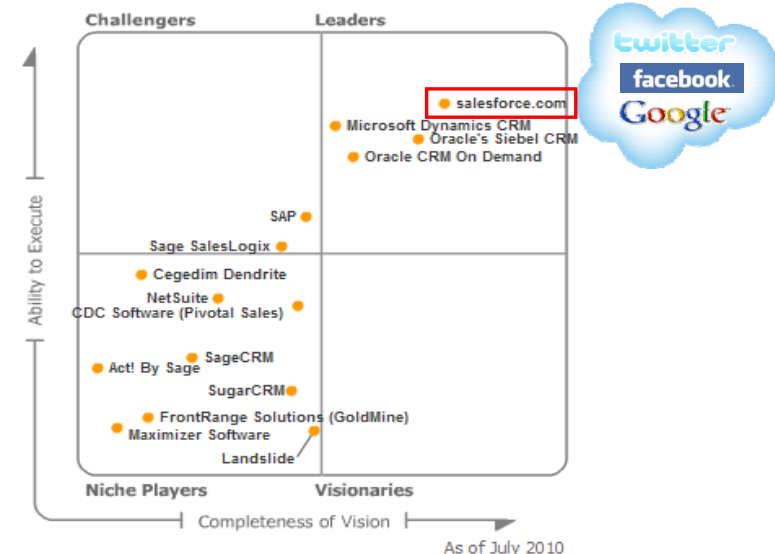 Challengers
Leaders
twitter
facebook.
Google
salesforce.com
Microsoft Dynamics CRM
Oracle's Siebel CRM
Oracle CRM On Demand
SAP
Sage SalesLogix
Cegedim Dendrite
NetSuite
CDC Software (Pivotal Sales)
SageCRM
Act! By Sage
SugarCRM
FrontRange Solutions (GoldMine)
Maximizer Software
Landslide
Niche Players
Visionaries
Ability to Execute
Completeness of Vision
As of July 2010